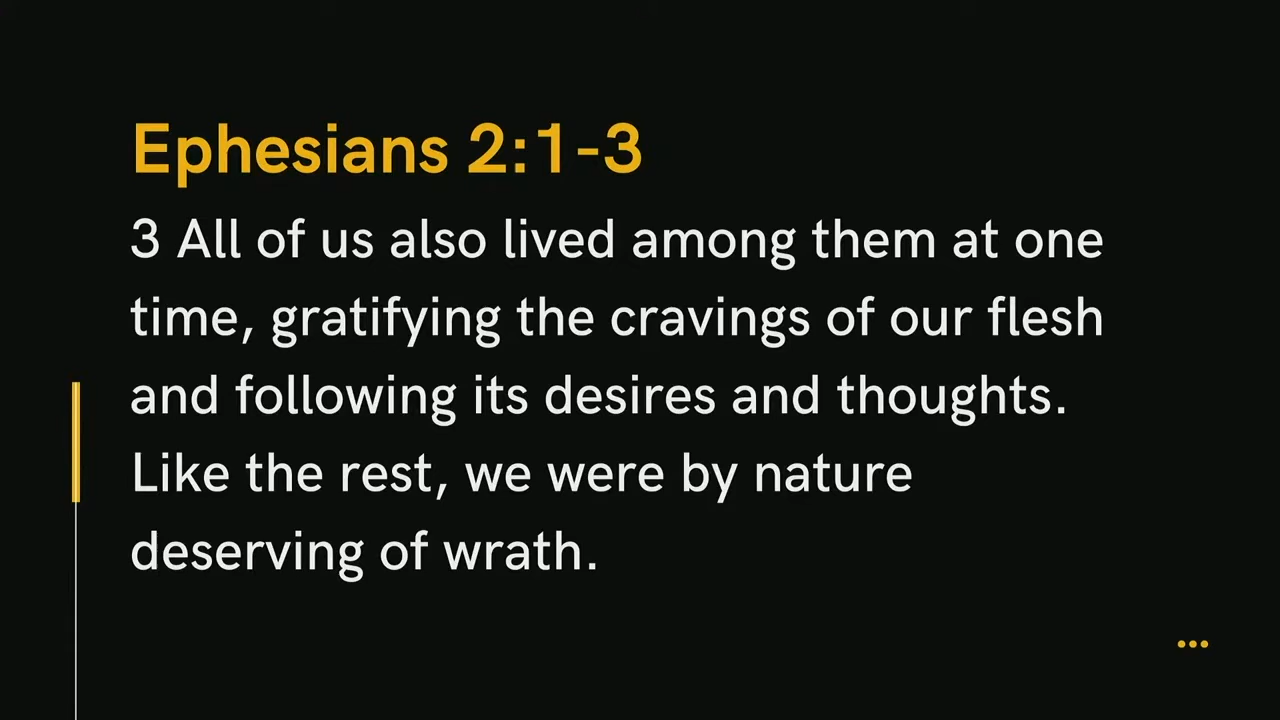 Ephesians 2:1-3
3 All of us also lived among them at one
time, gratifying the cravings of our flesh
and following its desires and thoughts.
Like the rest, we were by nature
deserving of wrath.